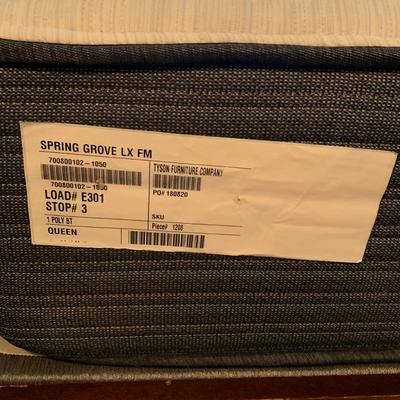 SPRING GROVE LX FM
700800102-1050
TYSON FURNITURE COMPANY
700800102-1050
PO# 180820
LOAD# E301
STOP# 3
SKU
1 POLY BT
Piece# 1208
QUEEN